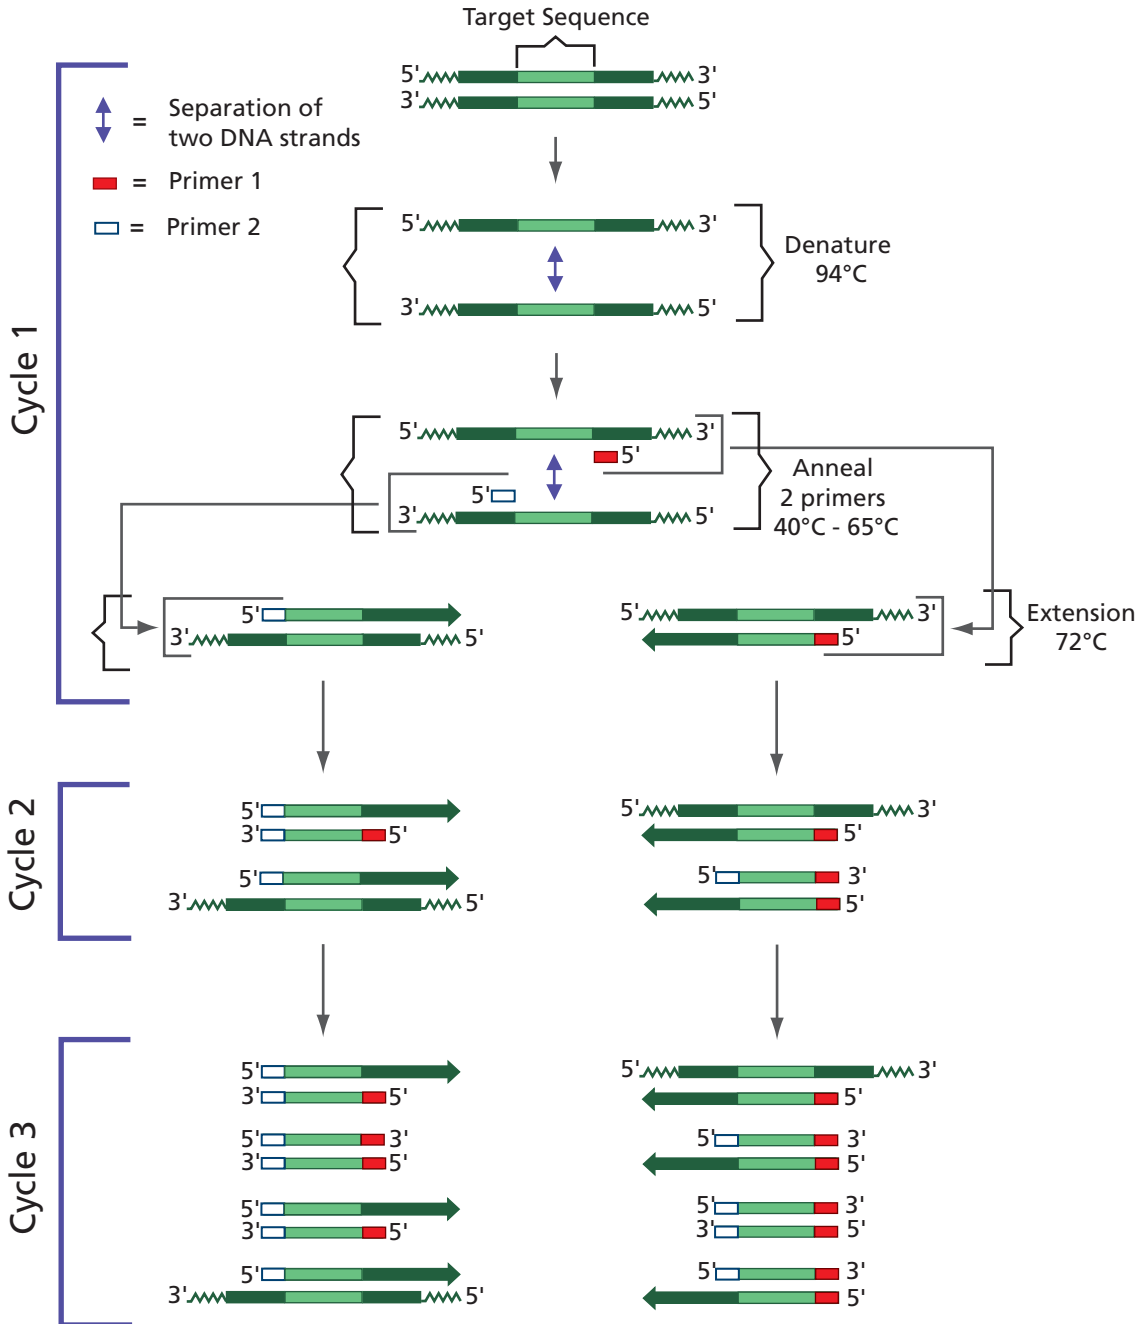 Target Sequence
5' 3'
3' 5'
= Separation of
two DNA strands
= Primer 1
= Primer 2
Cycle 1
5' 3'
Denature
94°C
3' 5'
5' 3'
5'
Anneal
2 primers
40°C - 65°C
5'
3' 5'
5' 5' 3'
3' 5' 5'
Extension
72°C
Cycle 2
5' 5' 3'
3' 5' 5'
5' 5' 3'
3' 5' 5'
Cycle 3
5' 5' 3'
3' 5' 5'
5' 3' 5' 3'
3' 5' 5'
5' 5' 3'
3' 5' 3' 5'
5' 5' 3'
3' 5' 5'